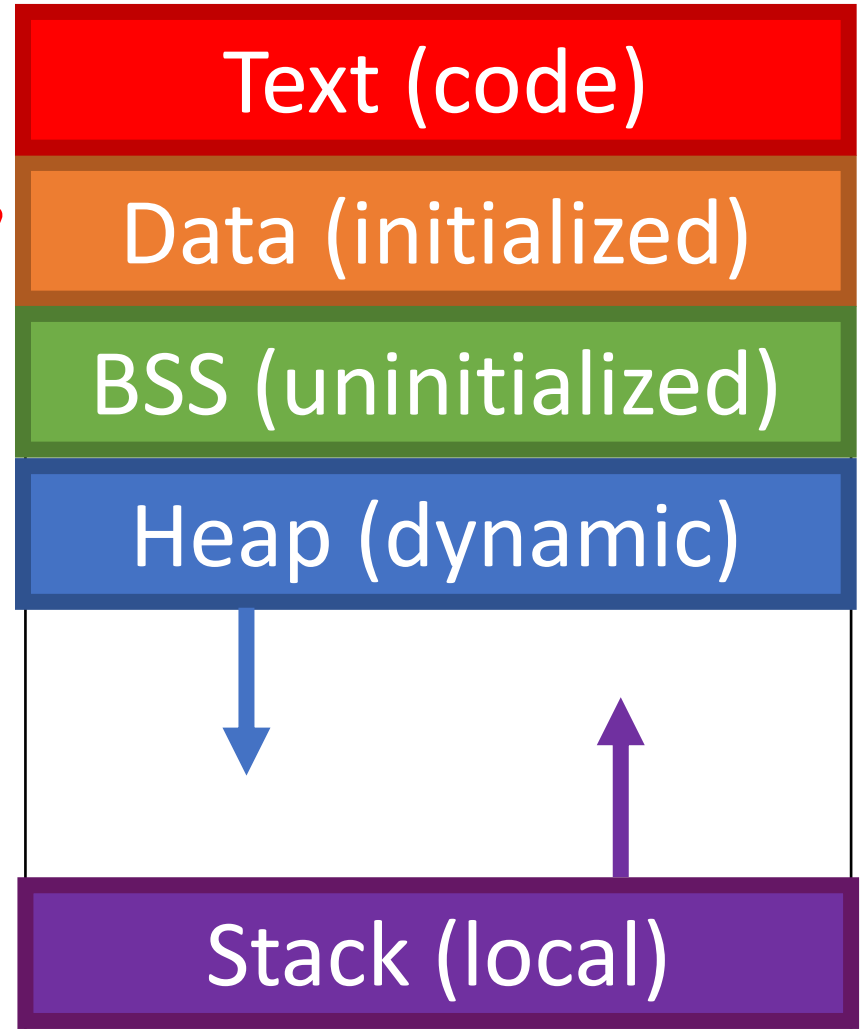 Text (code)
Data (initialized)
BSS (uninitialized)
Heap (dynamic)
Stack (local)